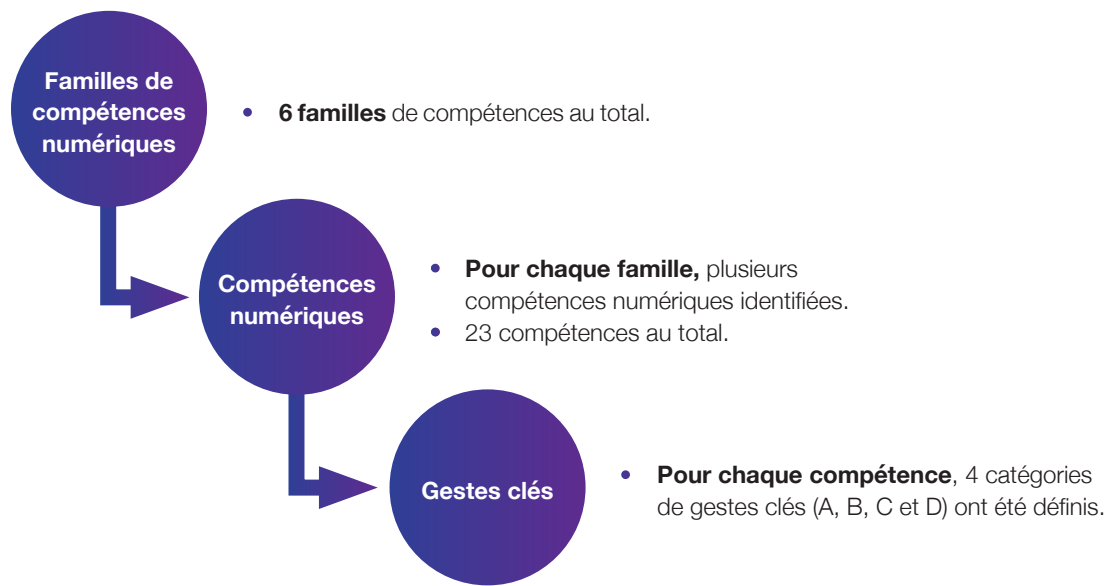 Familles de
compétences
numériques
• 6 familles de compétences au total.
Compétences
numériques
• Pour chaque famille, plusieurs
compétences numériques identifiées.
• 23 compétences au total.
Gestes clés
• Pour chaque compétence, 4 catégories
de gestes clés (A, B, C et D) ont été définis.